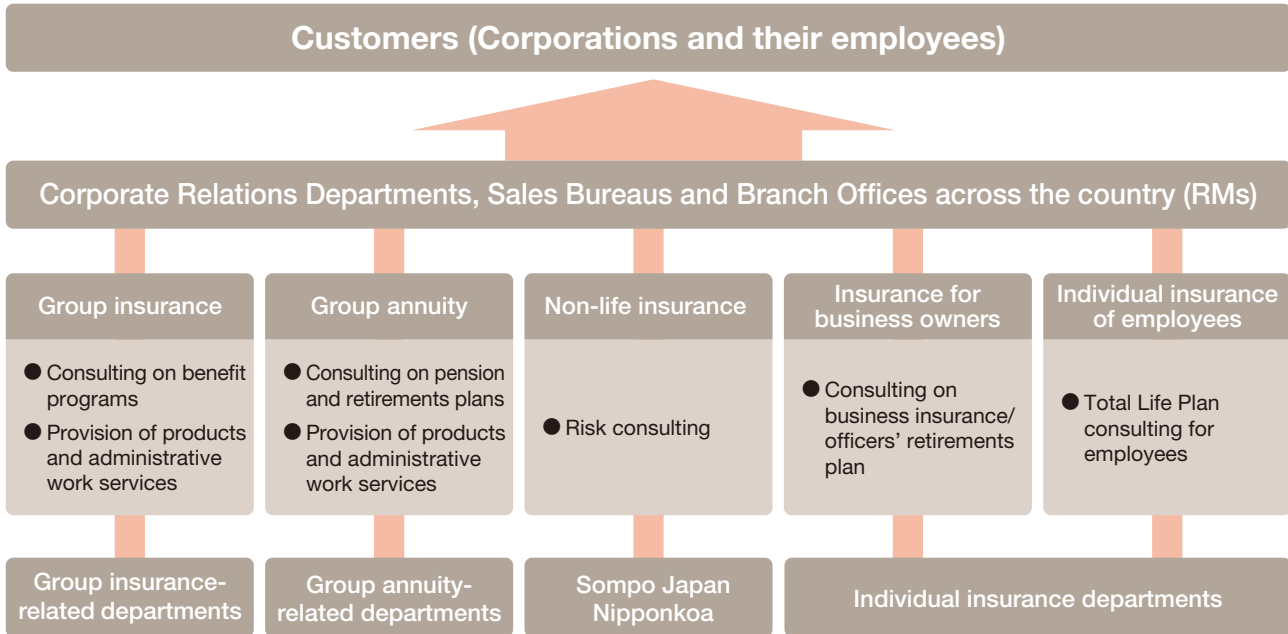 Customers (Corporations and their employees)
Corporate Relations Departments, Sales Bureaus and Branch Offices across the country (RMs)
Group insurance
● Consulting on benefit
programs
● Provision of products
and administrative
work services
Group insurance-
related departments
Group annuity
● Consulting on pension
and retirements plans
● Provision of products
and administrative
work services
Group annuity-
related departments
Non-life insurance
● Risk consulting
Sompo Japan
Nipponkoa
Insurance for
business owners
● Consulting on
business insurance/
officers' retirements
plan
Individual insurance
of employees
● Total Life Plan
consulting for
employees
Individual insurance departments